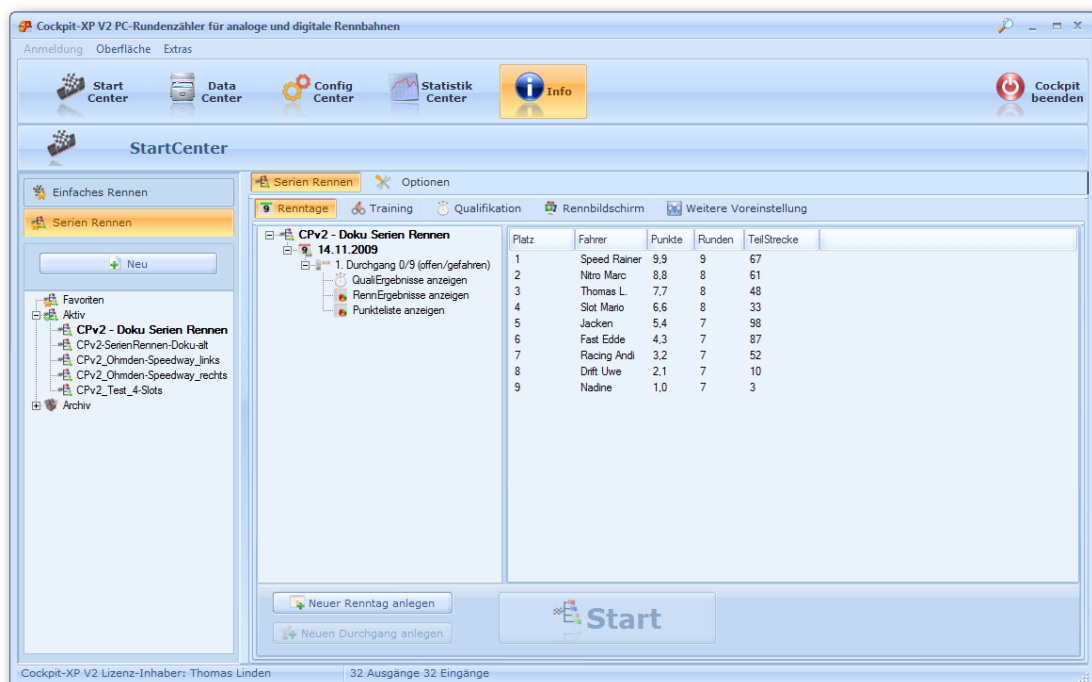 Cockpit-XP V2 PC-Rundenzähler für analoge und digitale Rennbahnen
Anmeldung Oberfläche Extras
Start Center
Data Center
Config Center
Statistik Center
Info
Cockpit beenden
StartCenter
Einfaches Rennen
Serien Rennen
Neu
Favoriten
Aktiv
CPv2 - Doku Serien Rennen
CPv2-SerienRennen-Doku-alt
CPv2_Ohmden-Speedway_links
CPv2_Ohmden-Speedway_rechts
CPv2_Test_4-Slots
Archiv
Serien Rennen Optionen
9 Renntage Training Qualifikation Rennbildschirm Weitere Voreinstellung
CPv2 - Doku Serien Rennen
9 14.11.2009
1. Durchgang 0/9 (offen/gefahren)
QualiErgebnisse anzeigen
RennErgebnisse anzeigen
Punkteliste anzeigen
Platz Fahrer Punkte Runden TeilStrecke
1 Speed Rainer 9,9 9 67
2 Nitro Marc 8,8 8 61
3 Thomas L. 7,7 8 48
4 Slot Mario 6,6 8 33
5 Jacken 5,4 7 98
6 Fast Edde 4,3 7 87
7 Racing Andi 3,2 7 52
8 Drift Uwe 2,1 7 10
9 Nadine 1,0 7 3
Neuer Renntag anlegen
Neuen Durchgang anlegen
Start
Cockpit-XP V2 Lizenz-Inhaber: Thomas Linden 32 Ausgänge 32 Eingänge